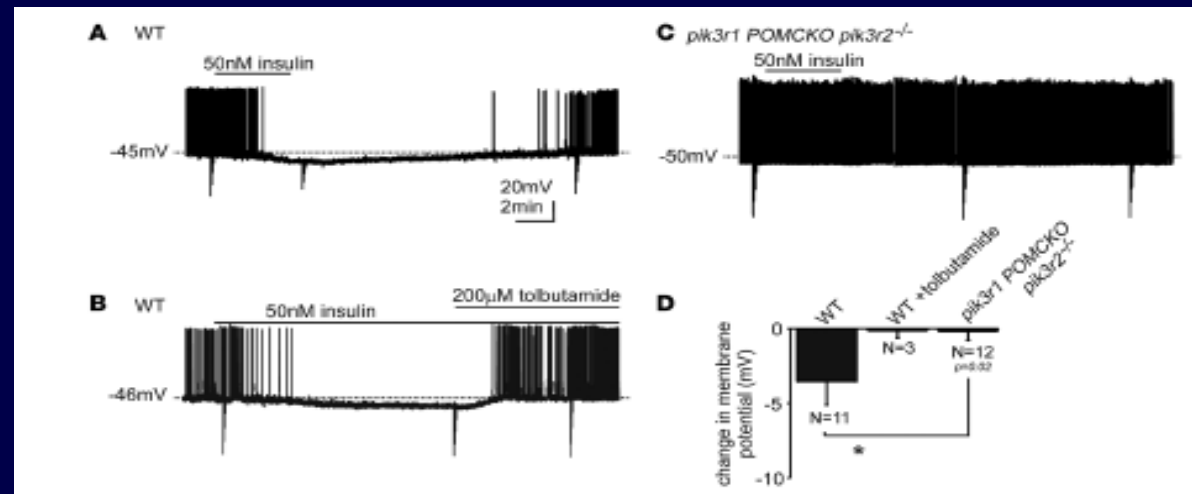 A WT
50nM insulin
-45mV
20mV
2min
B WT
200µM tolbutamide
50nM insulin
-46mV
C pik3r1 POMCKO pik3r2-/-
50nM insulin
-50mV
D
WT
WT +tolbutamide
pik3r1 POMCKO
pik3r2-/-
change in membrane
potential (mV)
0
-5
-10
N=11
N=3
N=12
p=0.02
*